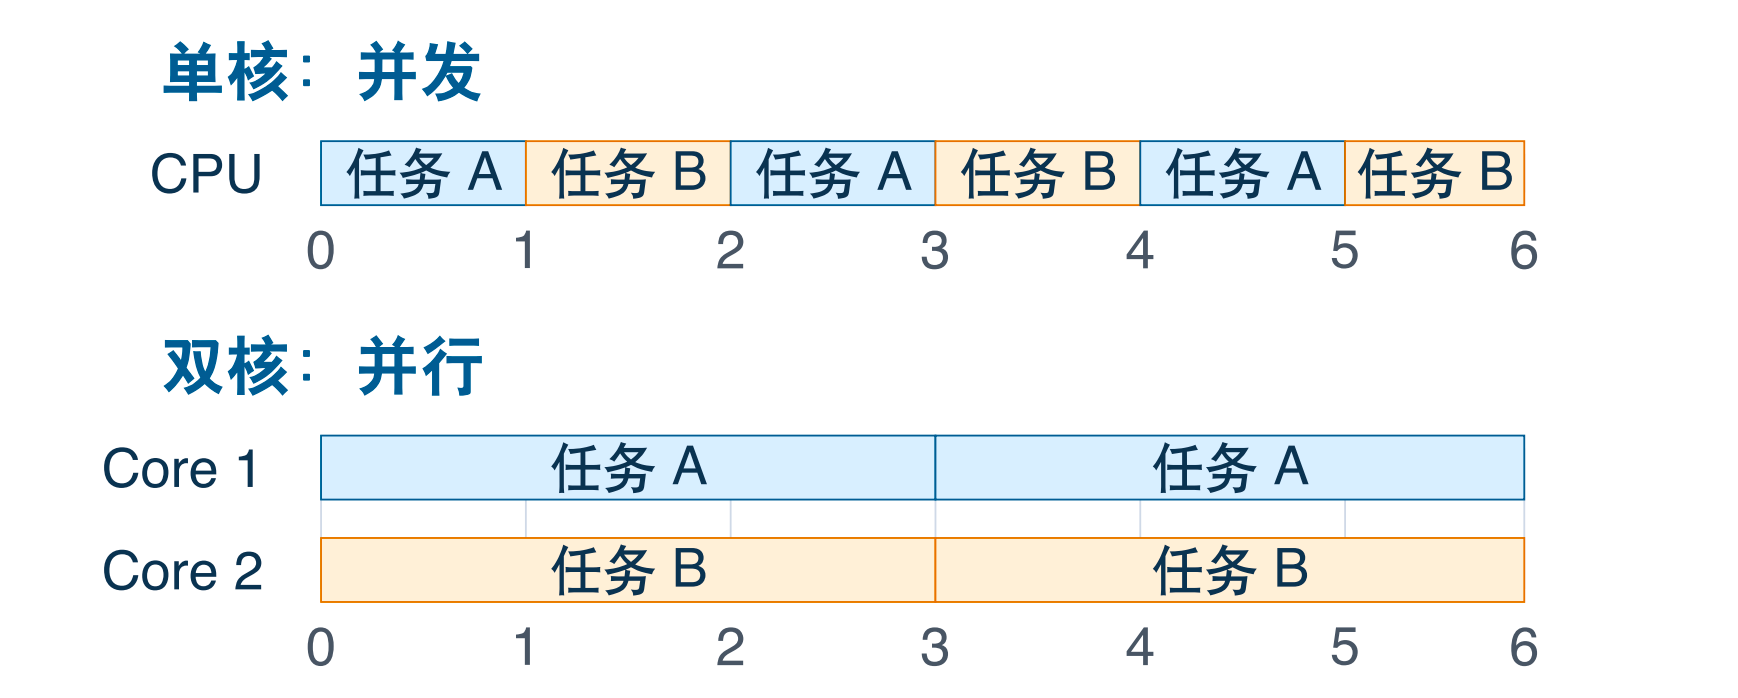 单核：并发
CPU 任务 A 任务 B 任务 A 任务 B 任务 A 任务 B
0 1 2 3 4 5 6
双核：并行
Core 1 任务 A 任务 A
Core 2 任务 B 任务 B
0 1 2 3 4 5 6